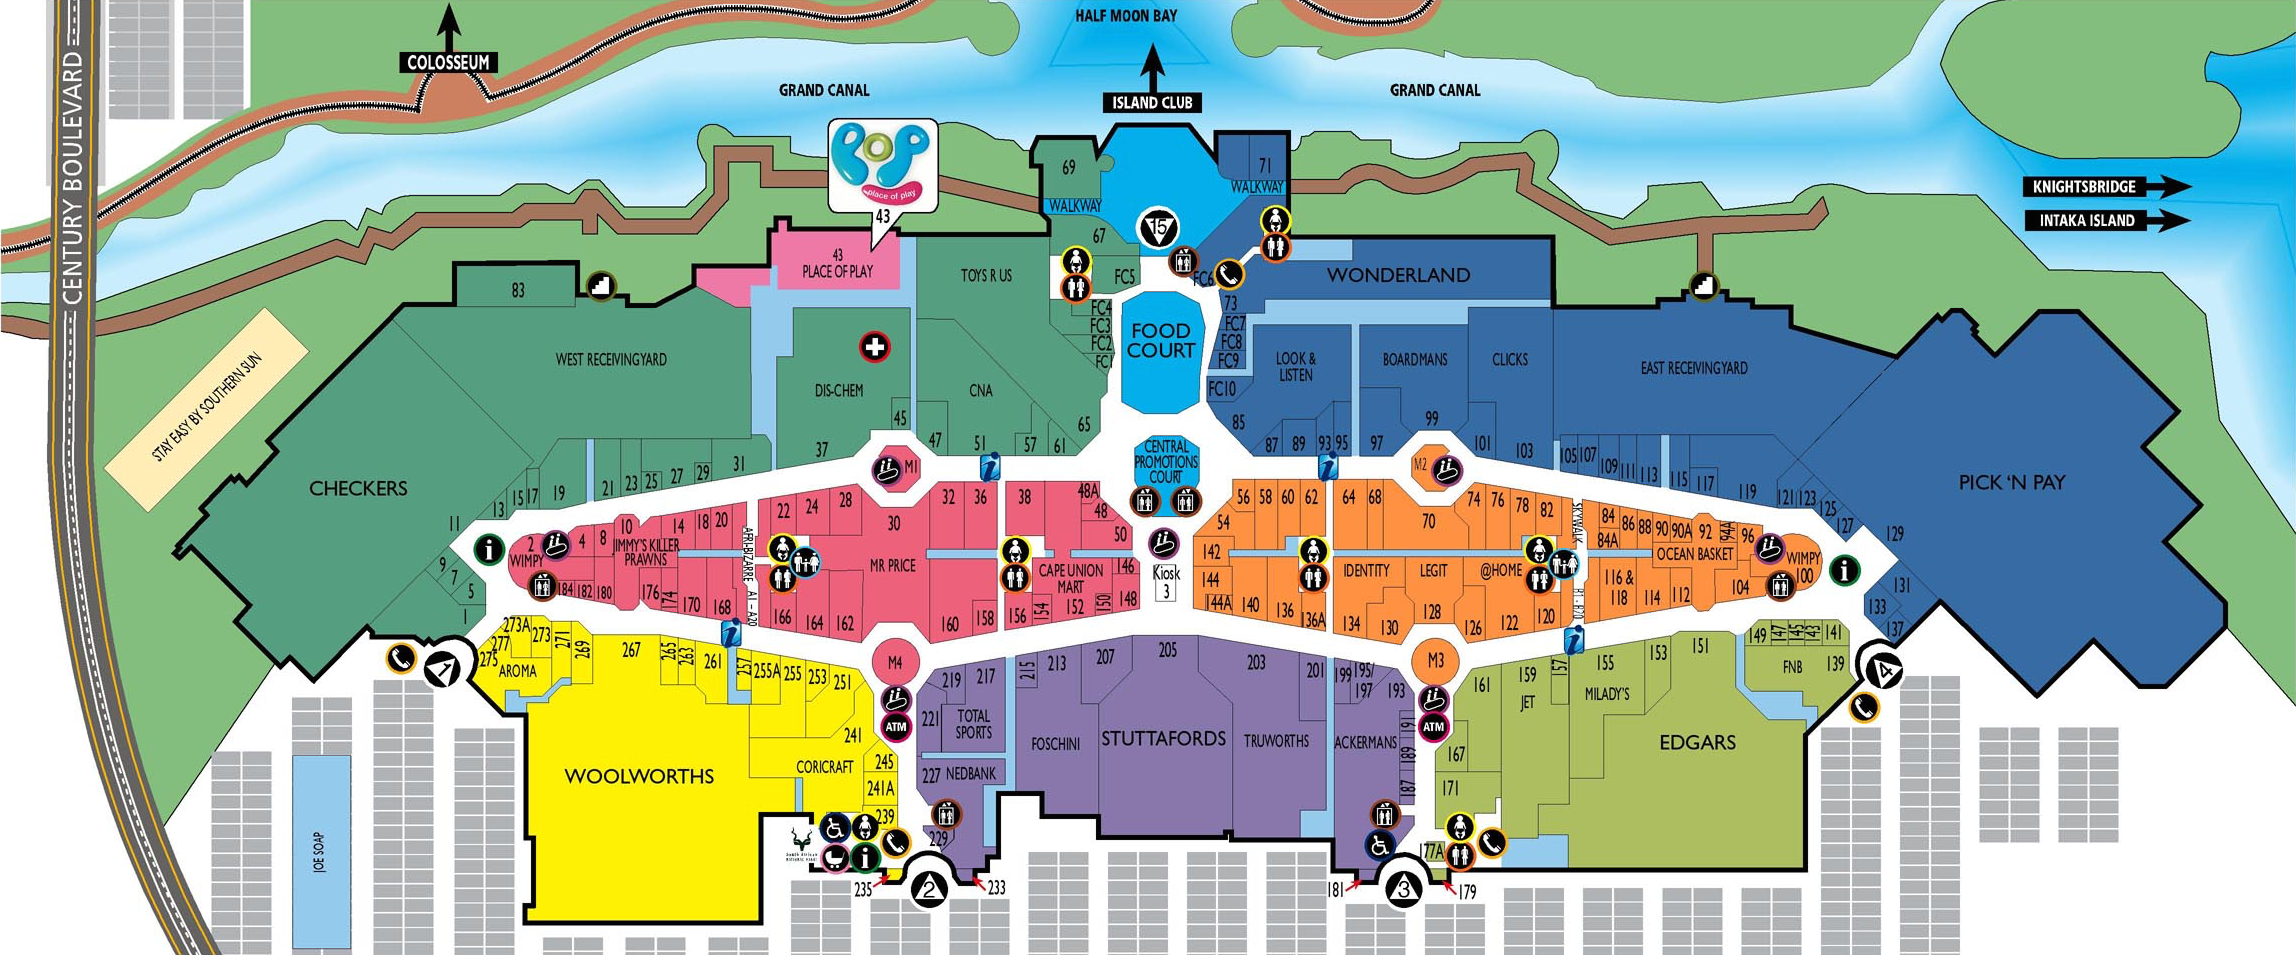 HALF MOON BAY
COLOSSEUM
GRAND CANAL
GRAND CANAL
ISLAND CLUB
CENTURY BOULEVARD
PoP
place of play
43
KNIGHTSBRIDGE
INTAKA ISLAND
69
71
WALKWAY
WALKWAY
15
67
43
PLACE OF PLAY
TOYS R US
FC5
FC6
WONDERLAND
83
FC4
FC3
FC2
FC1
73
FC7
FC8
FC9
FC10
FOOD
COURT
STAY EASY BY SOUTHERN SUN
WEST RECEIVING YARD
DIS-CHEM
CNA
LOOK &
LISTEN
BOARDMANS
CLICKS
EAST RECEIVING YARD
45
37
47
51
57
61
65
85
87
89
93
95
97
99
101
103
105
107
109
111
113
115
117
119
121
123
125
127
129
131
133
137
CHECKERS
PICK 'N PAY
11
13
15
17
19
21
23
25
27
29
31
9
7
5
1
M1
M2
CENTRAL
PROMOTIONS
COURT
i
i
i
i
2
WIMPY
4
8
10
JIMMY'S KILLER
PRAWNS
14
18
20
22
24
28
30
MR PRICE
32
36
38
48A
48
50
184
182
180
176
174
170
168
AFRI-BIZARRE A1 - A20
166
164
162
160
158
156
154
CAPE UNION
MART
152
150
148
146
Kiosk
3
54
56
58
60
62
64
68
70
74
76
78
82
SKYWALK
84
84A
86
88
90
90A
92
94A
96
OCEAN BASKET
WIMPY
100
104
142
144
144A
140
136
136A
134
IDENTITY
130
LEGIT
128
126
@HOME
122
120
B1 - B20
116 &
118
114
112
i
i
M4
M3
ATM
ATM
273A
277
275
273
271
269
AROMA
267
265
263
261
257
255A
255
253
251
241
245
241A
239
CORICRAFT
WOOLWORTHS
235
i
2
219
217
221
TOTAL
SPORTS
227
NEDBANK
229
233
215
213
207
205
203
201
FOSCHINI
STUTTAFORDS
TRUWORTHS
199
195/
197
193
191
189
187
ACKERMANS
181
3
179
177A
161
159
JET
157
155
MILADY'S
153
151
167
171
EDGARS
149
147
145
143
141
FNB
139
1
4
JOE SOAP